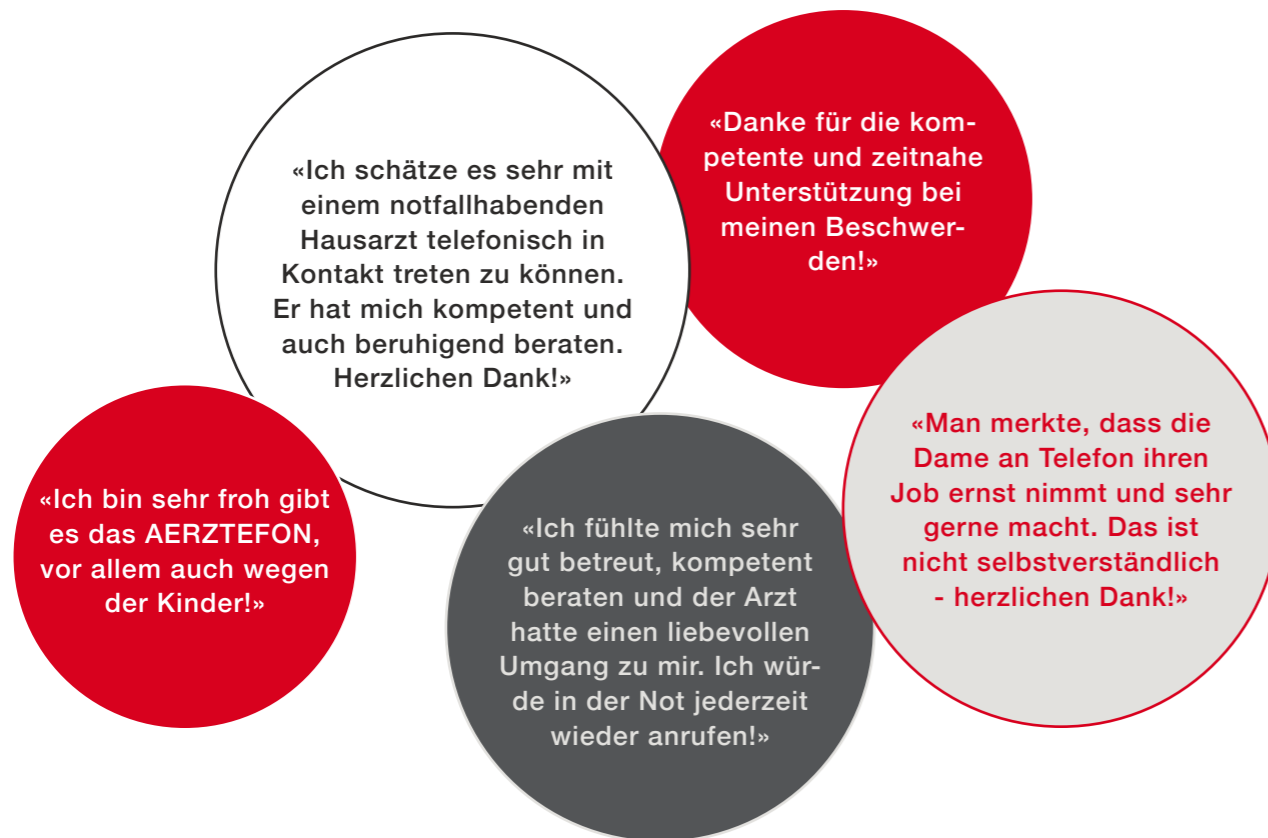 «Ich schätze es sehr mit
einem notfallhabenden
Hausarzt telefonisch in
Kontakt treten zu können.
Er hat mich kompetent und
auch beruhigend beraten.
Herzlichen Dank!»
«Danke für die kom-
petente und zeitnahe
Unterstützung bei
meinen Beschwer-
den!»
«Ich bin sehr froh gibt
es das AERZTEFON,
vor allem auch wegen
der Kinder!»
«Ich fühlte mich sehr
gut betreut, kompetent
beraten und der Arzt
hatte einen liebevollen
Umgang zu mir. Ich wür-
de in der Not jederzeit
wieder anrufen!»
«Man merkte, dass die
Dame an Telefon ihren
Job ernst nimmt und sehr
gerne macht. Das ist
nicht selbstverständlich
- herzlichen Dank!»